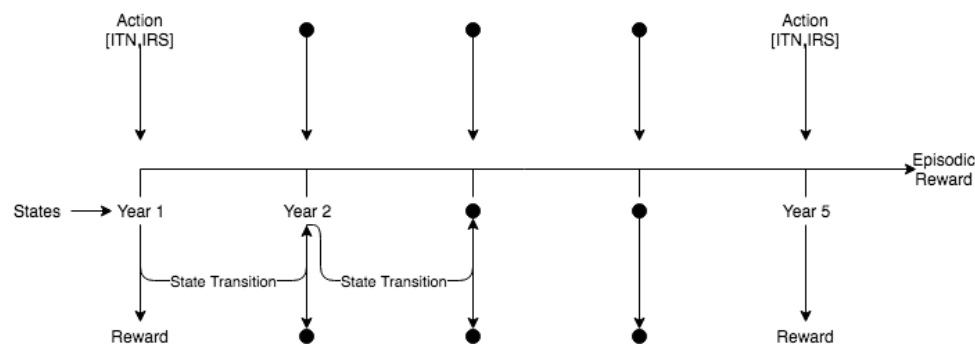 Action
[ITN,IRS]
Action
[ITN,IRS]
Episodic
Reward
States
Year 1
Year 2
Year 5
State Transition
State Transition
Reward
Reward